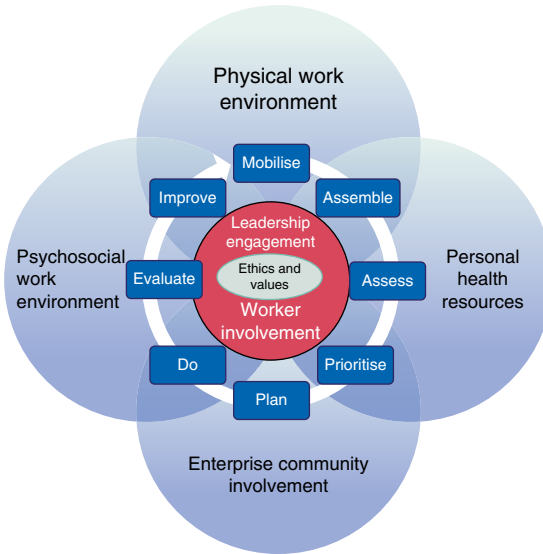 Physical work
environment
Mobilise
Improve
Assemble
Leadership
engagement
Ethics and
values
Worker
involvement
Psychosocial
work
environment
Evaluate
Assess
Personal
health
resources
Do
Prioritise
Plan
Enterprise community
involvement